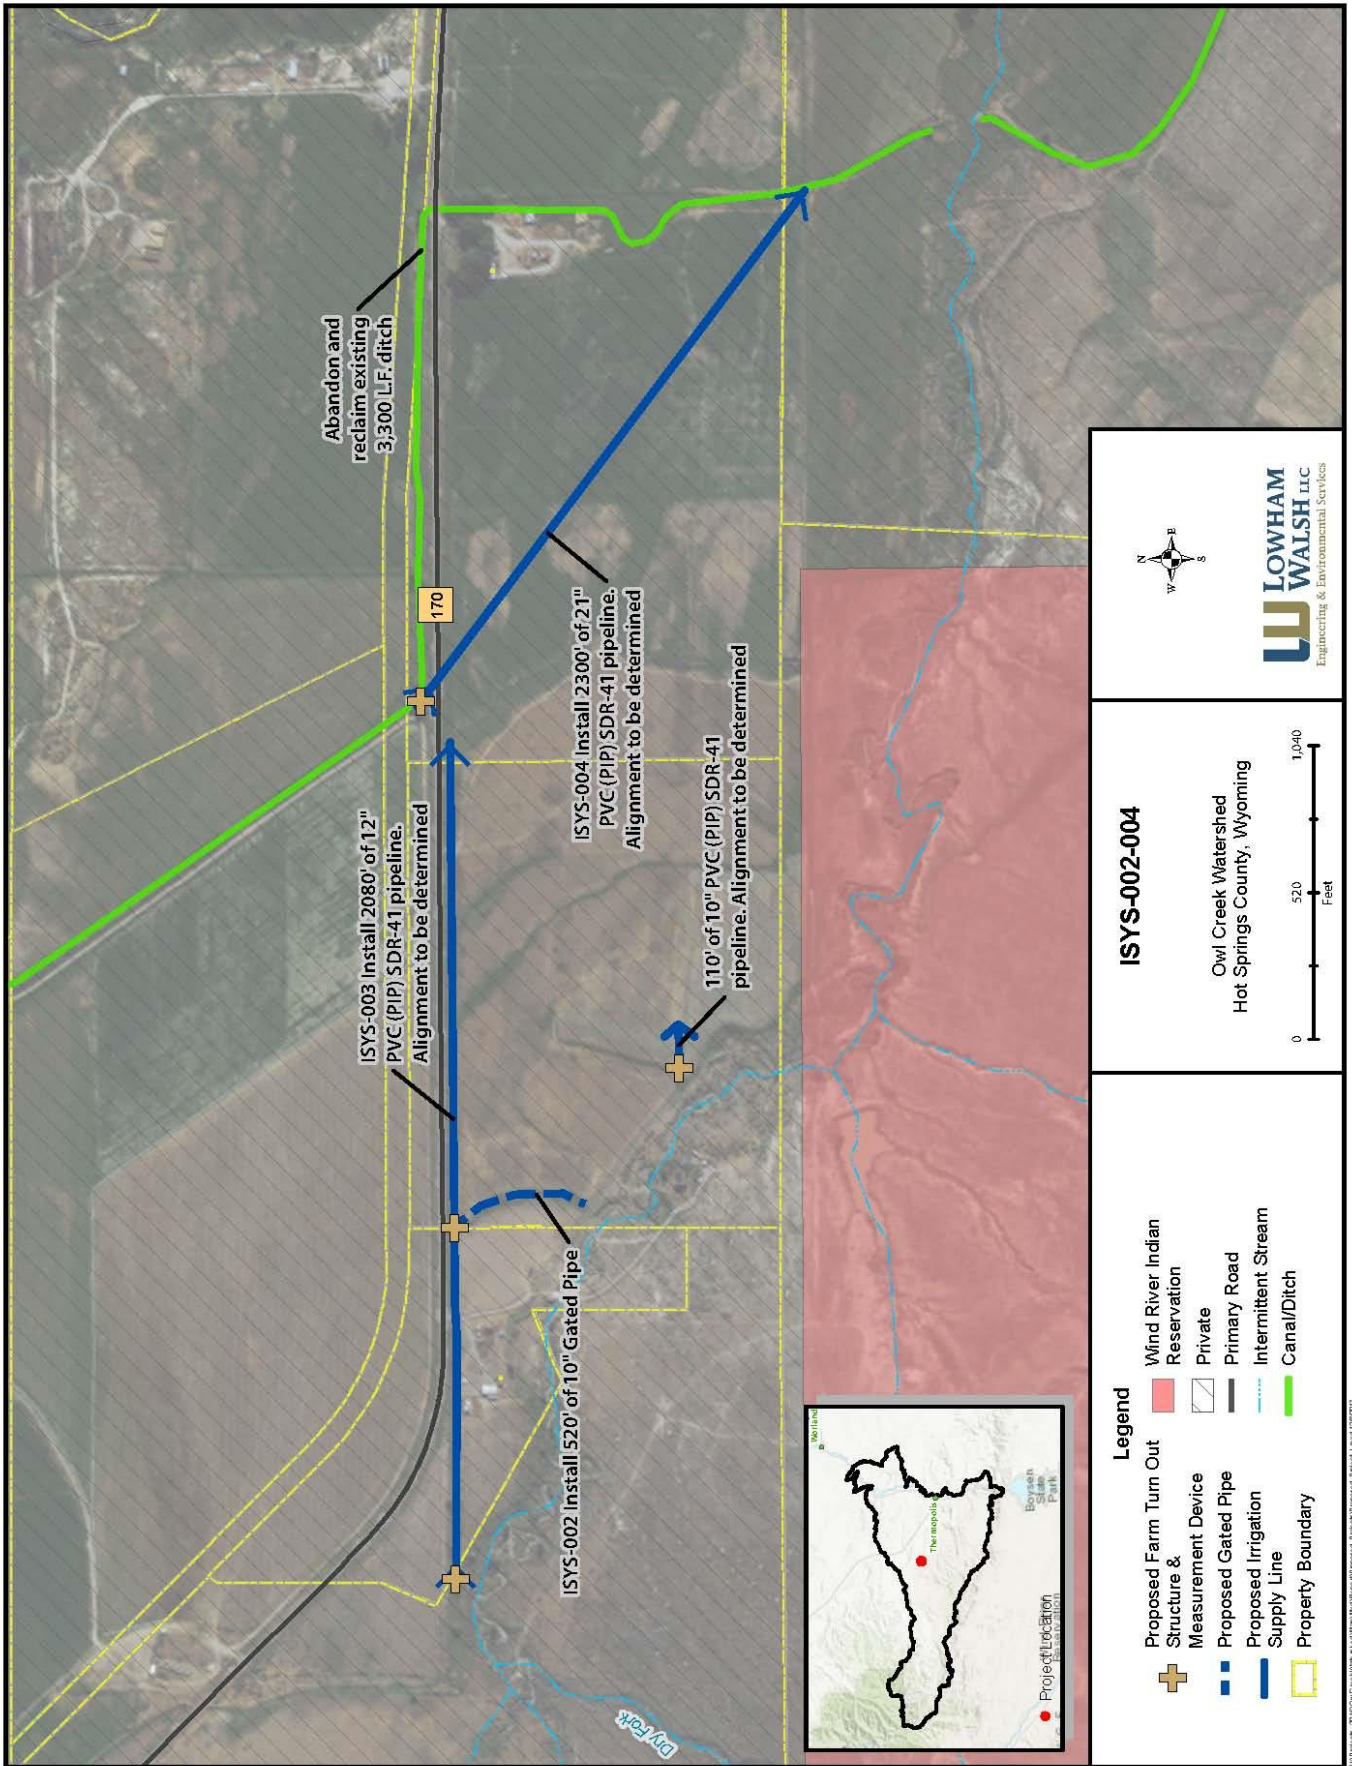 Abandon and
reclaim existing
3,300 L.F. ditch
170
ISYS-003 Install 2080' of 12"
PVC (PIP) SDR-41 pipeline.
Alignment to be determined
ISYS-004 Install 2300' of 21"
PVC (PIP) SDR-41 pipeline.
Alignment to be determined
110' of 10" PVC (PIP) SDR-41
pipeline. Alignment to be determined
ISYS-002 Install 520' of 10" Gated Pipe
Dry Fork
Worland
Thermopolis
Boysen
State
Park
Project Location
Legend
Proposed Farm Turn Out
Structure &
Measurement Device
Proposed Gated Pipe
Proposed Irrigation
Supply Line
Property Boundary
Wind River Indian
Reservation
Private
Primary Road
Intermittent Stream
Canal/Ditch
ISYS-002-004
Owl Creek Watershed
Hot Springs County, Wyoming
0 520 1,040
Feet
N
W E
S
LOWHAM
WALSH LLC
Engineering & Environmental Services